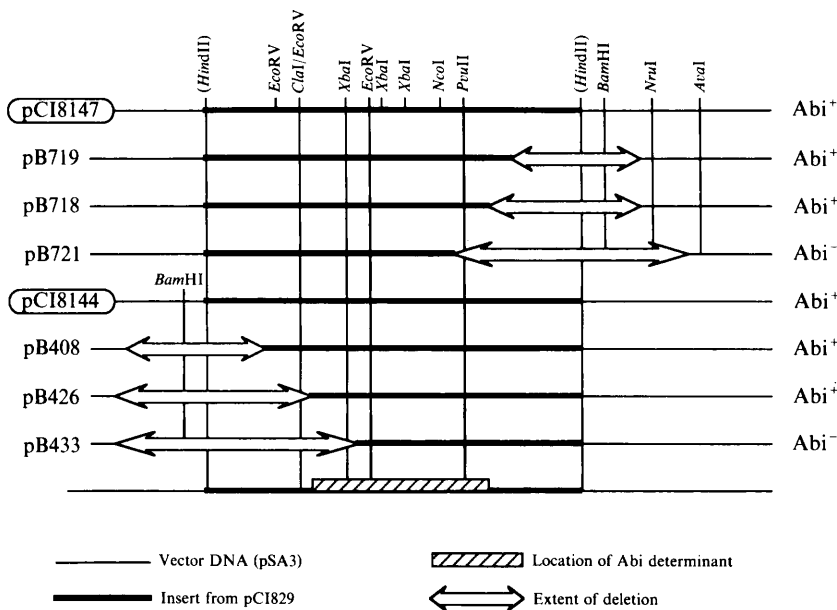 (HindII)
EcoRV
ClaI/EcoRV
XbaI
EcoRV
XbaI
XbaI
NcoI
PvuII
(HindII)
BamHI
NruI
AvaI
pCI8147 Abi+
pB719 Abi+
pB718 Abi+
pB721 Abi−
BamHI
pCI8144 Abi+
pB408 Abi+
pB426 Abi+
pB433 Abi−
Vector DNA (pSA3) Location of Abi determinant
Insert from pCI829 Extent of deletion